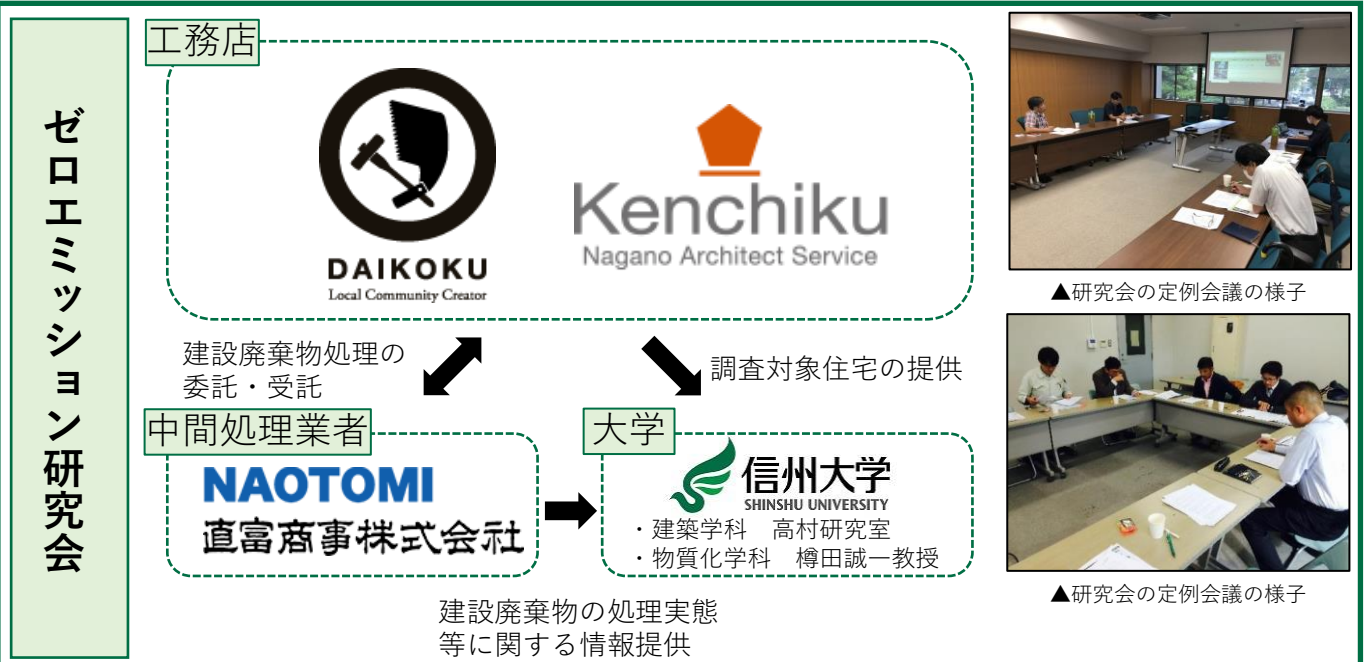 ゼロエミッション研究会
工務店
DAIKOKU
Local Community Creator
Kenchiku
Nagano Architect Service
建設廃棄物処理の
委託・受託
調査対象住宅の提供
中間処理業者
NAOTOMI
直富商事株式会社
大学
信州大学
SHINSHU UNIVERSITY
・建築学科　高村研究室
・物質化学科　樽田誠一教授
建設廃棄物の処理実態
等に関する情報提供
▲研究会の定例会議の様子
▲研究会の定例会議の様子